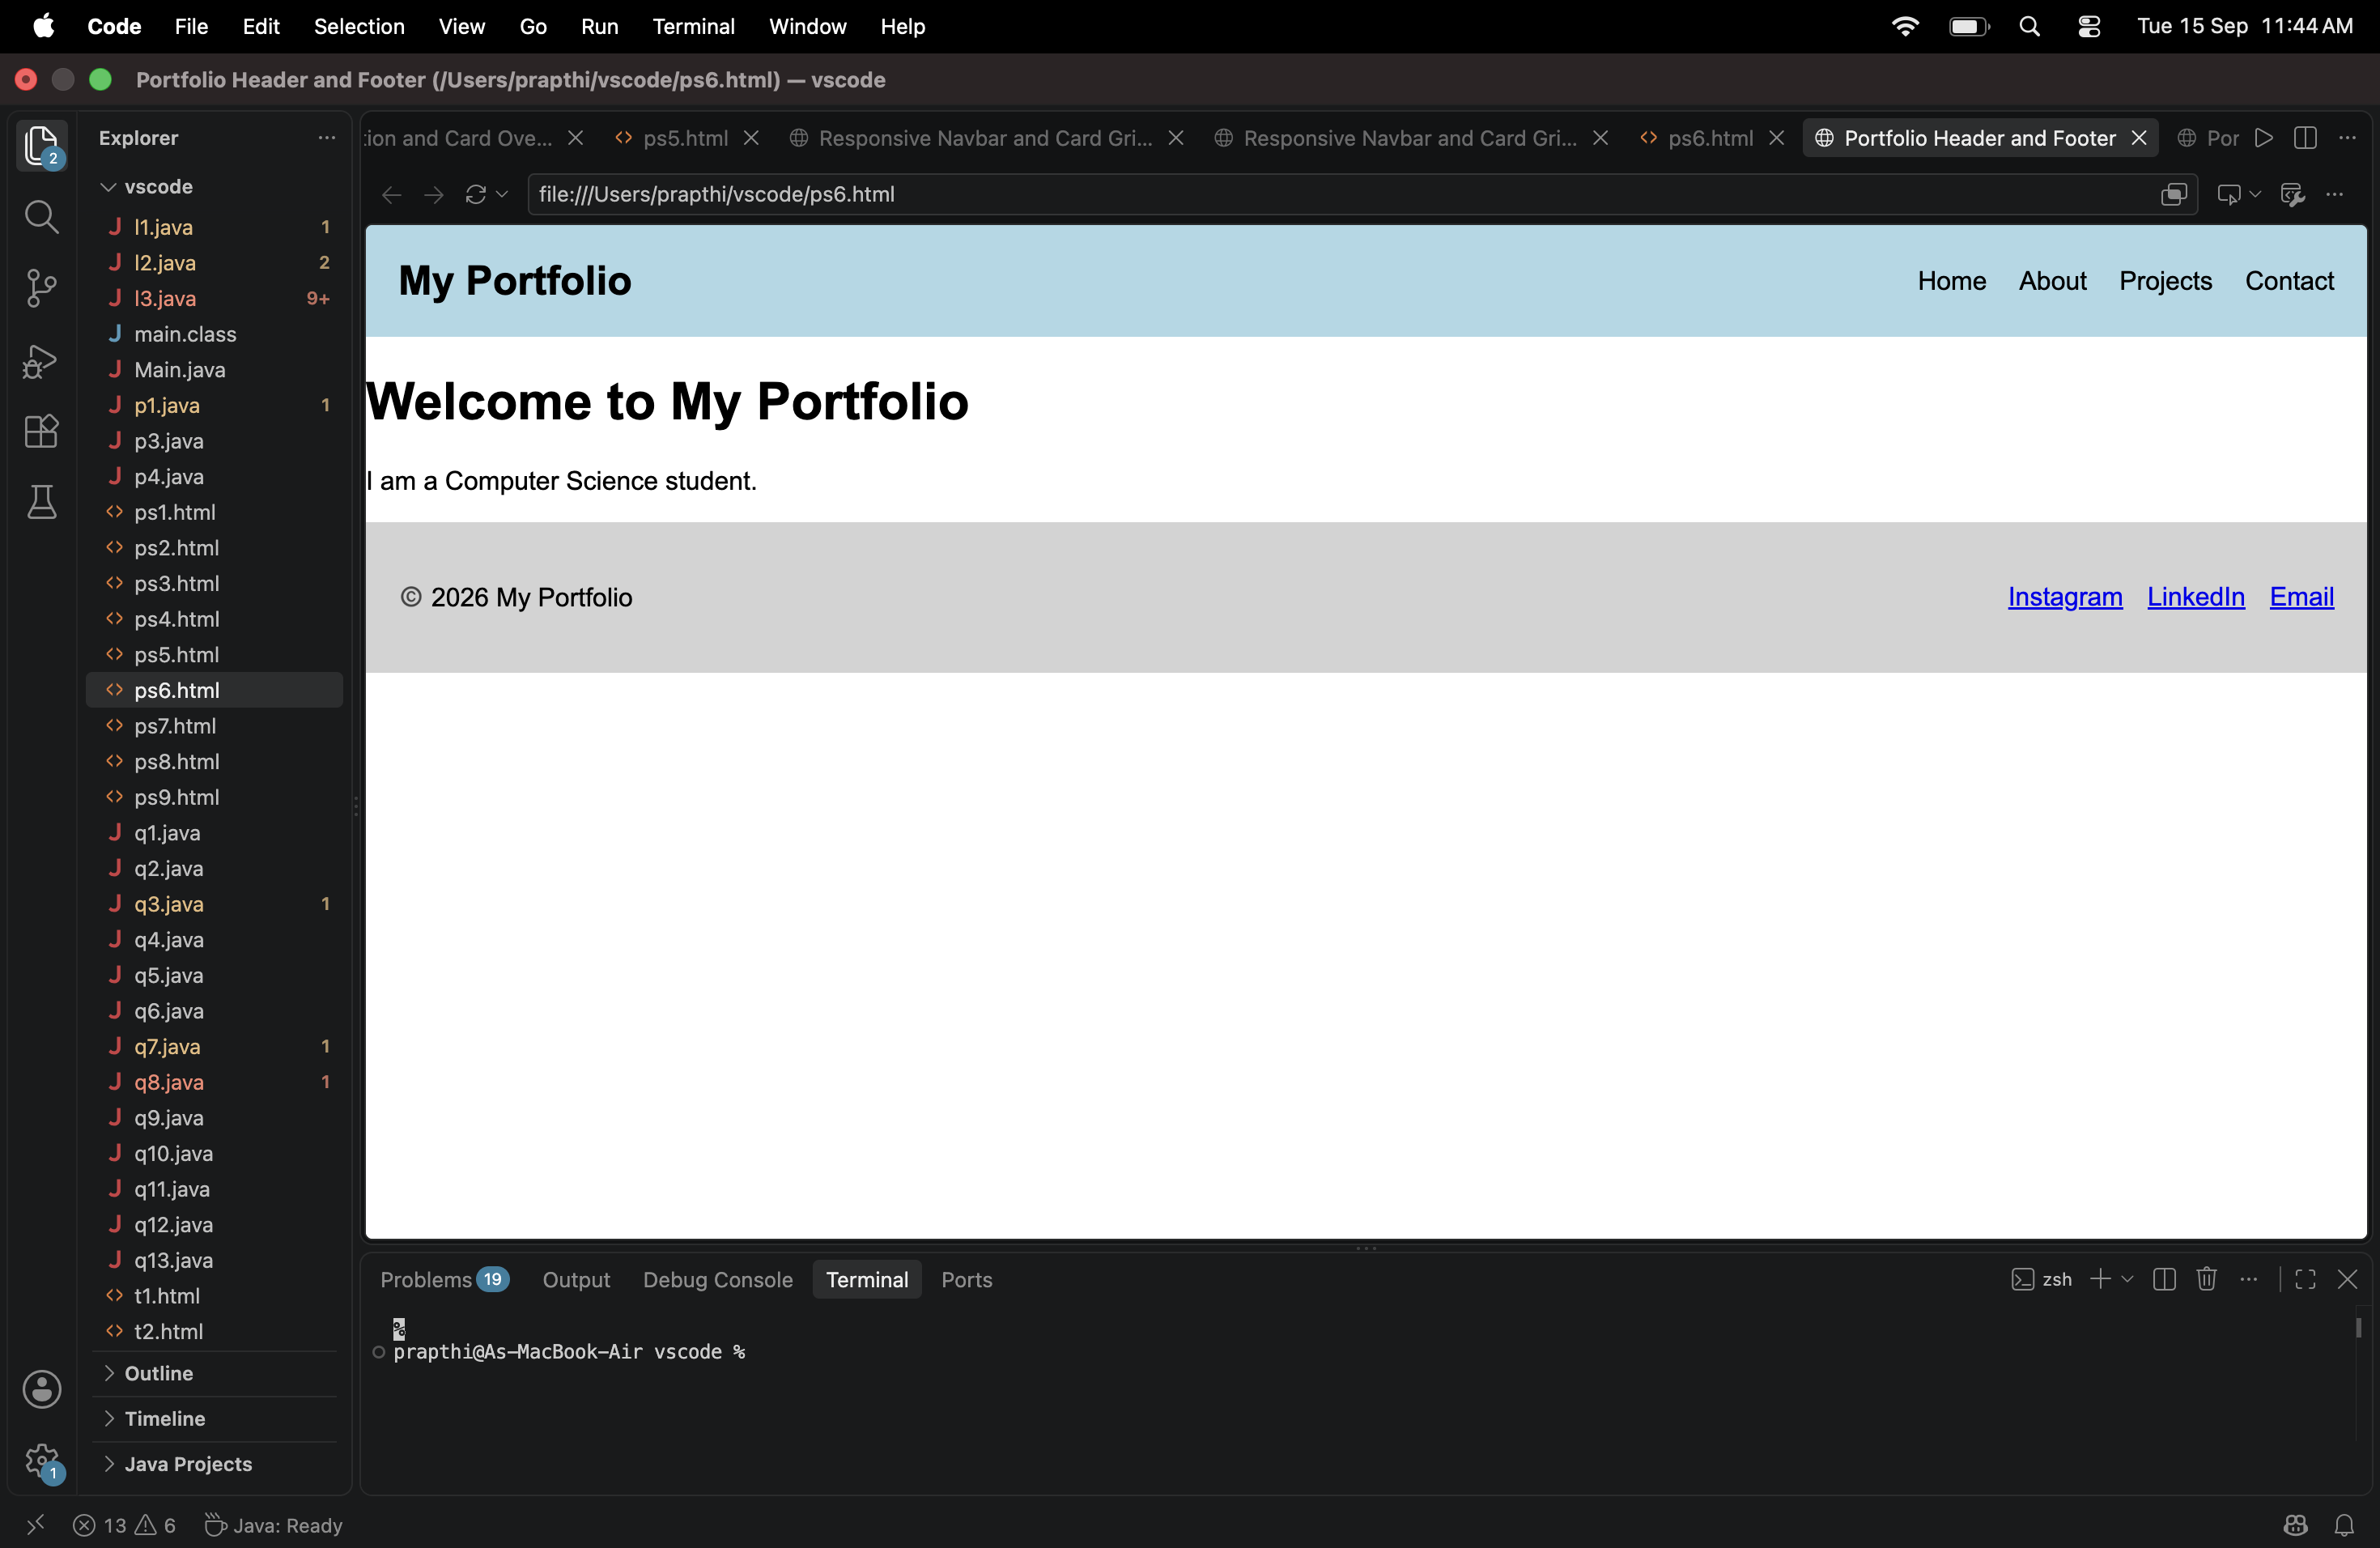 Code File Edit Selection View Go Run Terminal Window Help Tue 15 Sep 11:44 AM
Portfolio Header and Footer (/Users/prapthi/vscode/ps6.html) — vscode
Explorer
2
tion and Card Ove... ps5.html Responsive Navbar and Card Gri... Responsive Navbar and Card Gri... ps6.html Portfolio Header and Footer Por
file:///Users/prapthi/vscode/ps6.html
vscode
l1.java 1
l2.java 2
l3.java 9+
main.class
Main.java
p1.java 1
p3.java
p4.java
ps1.html
ps2.html
ps3.html
ps4.html
ps5.html
ps6.html
ps7.html
ps8.html
ps9.html
q1.java
q2.java
q3.java 1
q4.java
q5.java
q6.java
q7.java 1
q8.java 1
q9.java
q10.java
q11.java
q12.java
q13.java
t1.html
t2.html
Outline
Timeline
Java Projects
1
My Portfolio Home About Projects Contact
Welcome to My Portfolio
I am a Computer Science student.
© 2026 My Portfolio Instagram LinkedIn Email
Problems 19 Output Debug Console Terminal Ports zsh
%
prapthi@As-MacBook-Air vscode %
13 6 Java: Ready